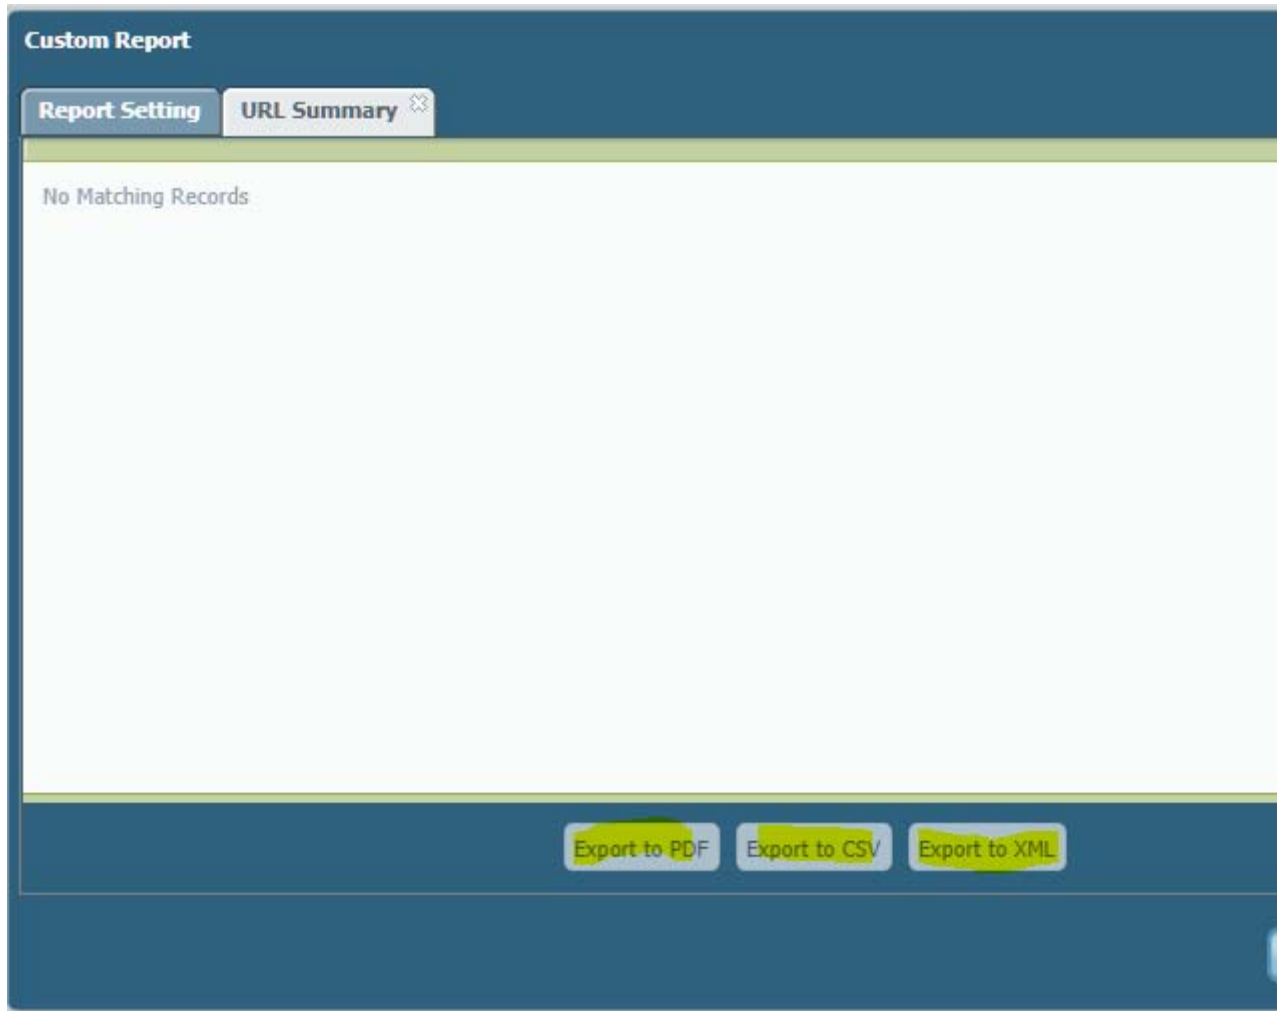 Custom Report
Report Setting URL Summary
No Matching Records
Export to PDF Export to CSV Export to XML